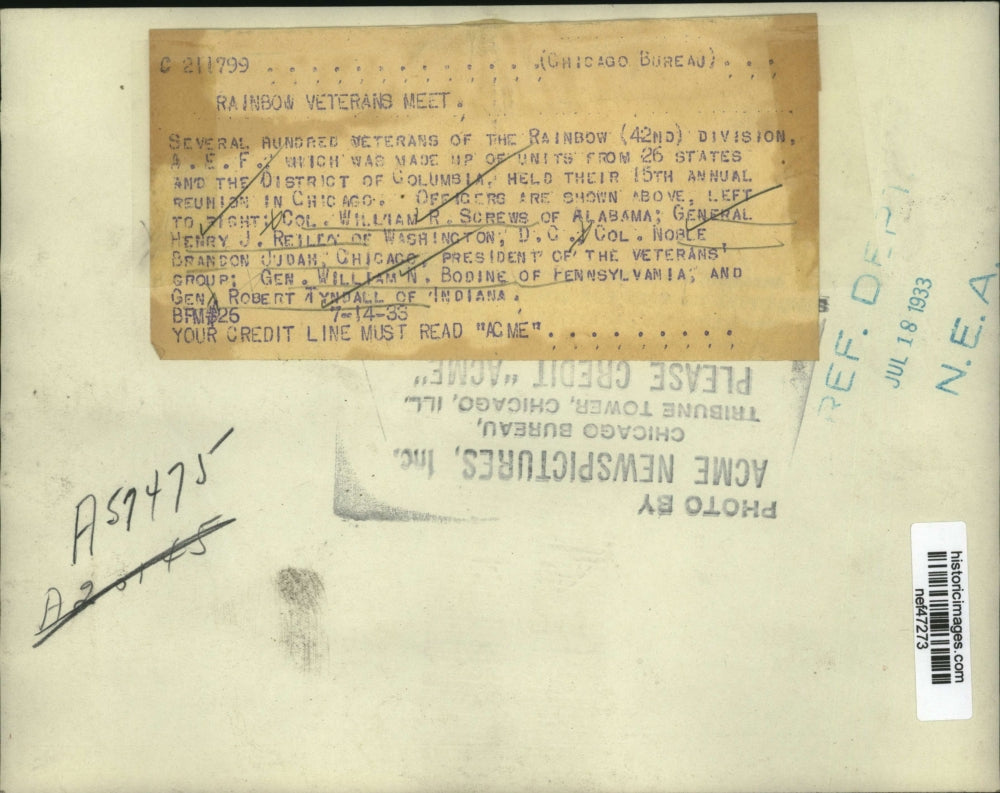 C 211799 . . . . . . . . . . . . (CHICAGO BUREAU) . . .
RAINBOW VETERANS MEET.
SEVERAL HUNDRED VETERANS OF THE RAINBOW (42ND) DIVISION,
A.E.F., WHICH WAS MADE UP OF UNITS FROM 26 STATES
AND THE DISTRICT OF COLUMBIA, HELD THEIR 15TH ANNUAL
REUNION IN CHICAGO. OFFICERS ARE SHOWN ABOVE, LEFT
TO RIGHT: COL. WILLIAM R. SCREWS OF ALABAMA; GENERAL
HENRY J. REILLY OF WASHINGTON, D.C.; COL. NOBLE
BRANDON JUDAH, CHICAGO, PRESIDENT OF THE VETERANS'
GROUP; GEN. WILLIAM N. BODINE OF PENNSYLVANIA; AND
GEN. ROBERT TYNDALL OF INDIANA.
BFM$25 7-14-33
YOUR CREDIT LINE MUST READ "ACME" . . . . . . . . . .
PHOTO BY
ACME NEWSPICTURES, Inc.
CHICAGO BUREAU,
TRIBUNE TOWER, CHICAGO, ILL.,
PLEASE CREDIT "ACME"
REF. DEPT
JUL 18 1933
N.E.A.
A59475
historicimages.com
nef47273